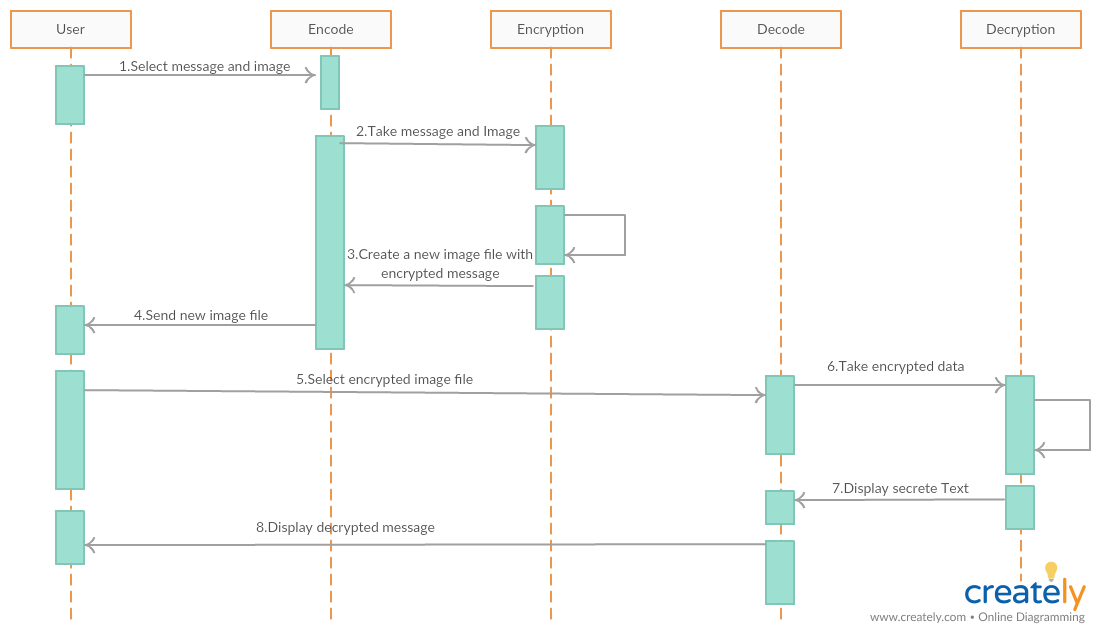 User
Encode
Encryption
Decode
Decryption
1.Select message and image
2.Take message and Image
3.Create a new image file with
encrypted message
4.Send new image file
5.Select encrypted image file
6.Take encrypted data
7.Display secrete Text
8.Display decrypted message
creately
www.creately.com • Online Diagramming